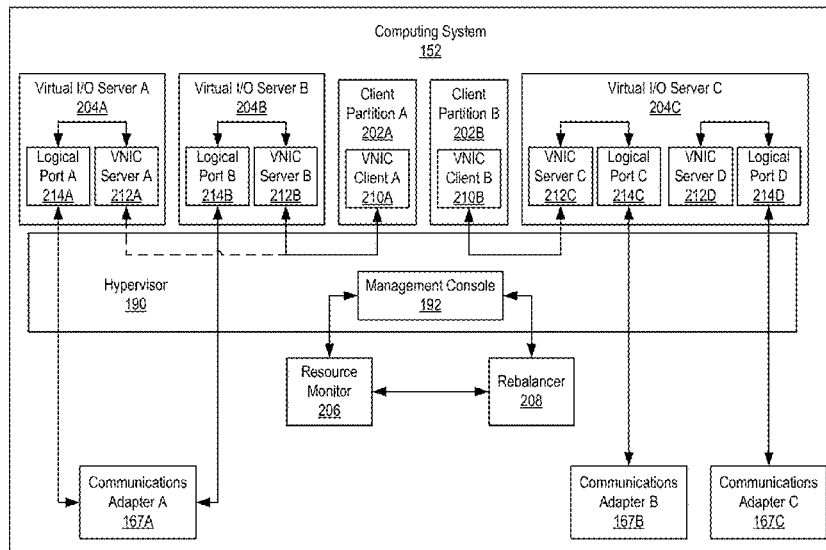 Computing System
152
Virtual I/O Server A
204A
Logical
Port A
214A
VNIC
Server A
212A
Virtual I/O Server B
204B
Logical
Port B
214B
VNIC
Server B
212B
Client
Partition A
202A
VNIC
Client A
210A
Client
Partition B
202B
VNIC
Client B
210B
Virtual I/O Server C
204C
VNIC
Server C
212C
Logical
Port C
214C
VNIC
Server D
212D
Logical
Port D
214D
Hypervisor
190
Management Console
192
Resource
Monitor
206
Rebalancer
208
Communications
Adapter A
167A
Communications
Adapter B
167B
Communications
Adapter C
167C